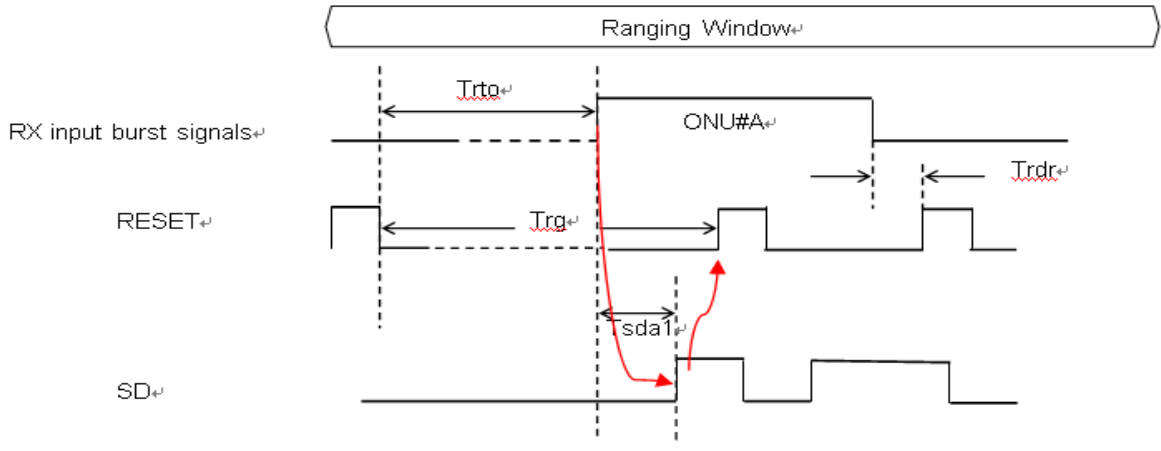 Ranging Window↵
Trto↵
RX input burst signals↵
ONU#A↵
Trdr↵
RESET↵
Trg↵
Tsda1↵
SD↵